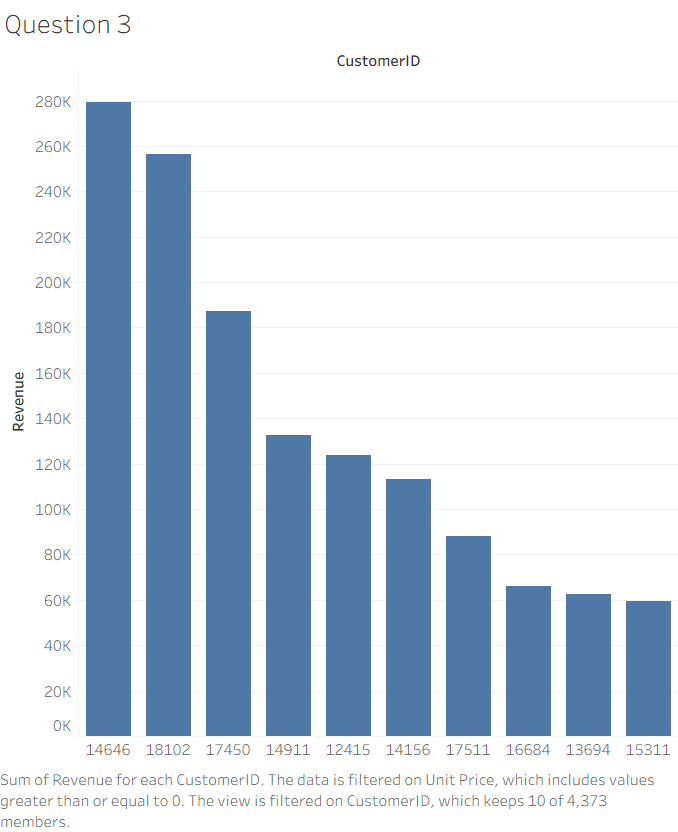 Question 3
CustomerID
280K
260K
240K
220K
200K
180K
160K
140K
120K
100K
80K
60K
40K
20K
0K
Revenue
14646 18102 17450 14911 12415 14156 17511 16684 13694 15311
Sum of Revenue for each CustomerID. The data is filtered on Unit Price, which includes values
greater than or equal to 0. The view is filtered on CustomerID, which keeps 10 of 4,373
members.